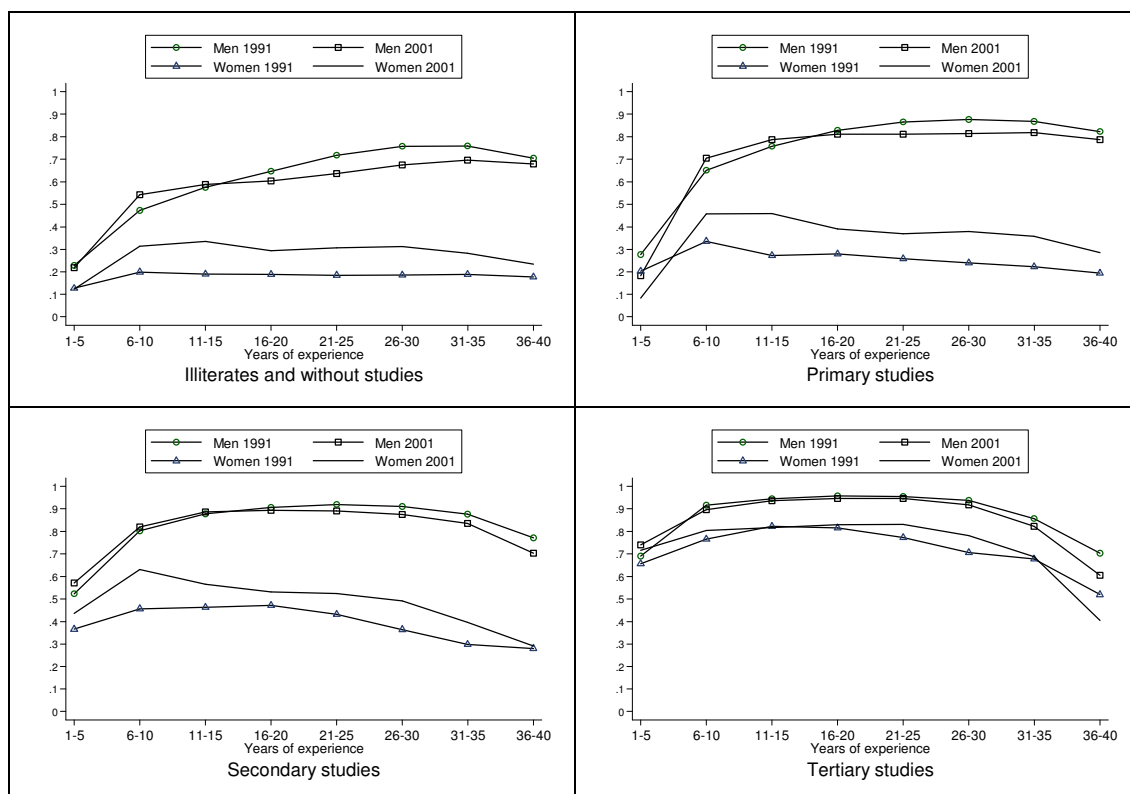 Men 1991 Men 2001
Women 1991 Women 2001
1
.9
.8
.7
.6
.5
.4
.3
.2
.1
0
1-5 6-10 11-15 16-20 21-25 26-30 31-35 36-40
Years of experience
Illiterates and without studies
Men 1991 Men 2001
Women 1991 Women 2001
1
.9
.8
.7
.6
.5
.4
.3
.2
.1
0
1-5 6-10 11-15 16-20 21-25 26-30 31-35 36-40
Years of experience
Primary studies
Men 1991 Men 2001
Women 1991 Women 2001
1
.9
.8
.7
.6
.5
.4
.3
.2
.1
0
1-5 6-10 11-15 16-20 21-25 26-30 31-35 36-40
Years of experience
Secondary studies
Men 1991 Men 2001
Women 1991 Women 2001
1
.9
.8
.7
.6
.5
.4
.3
.2
.1
0
1-5 6-10 11-15 16-20 21-25 26-30 31-35 36-40
Years of experience
Tertiary studies